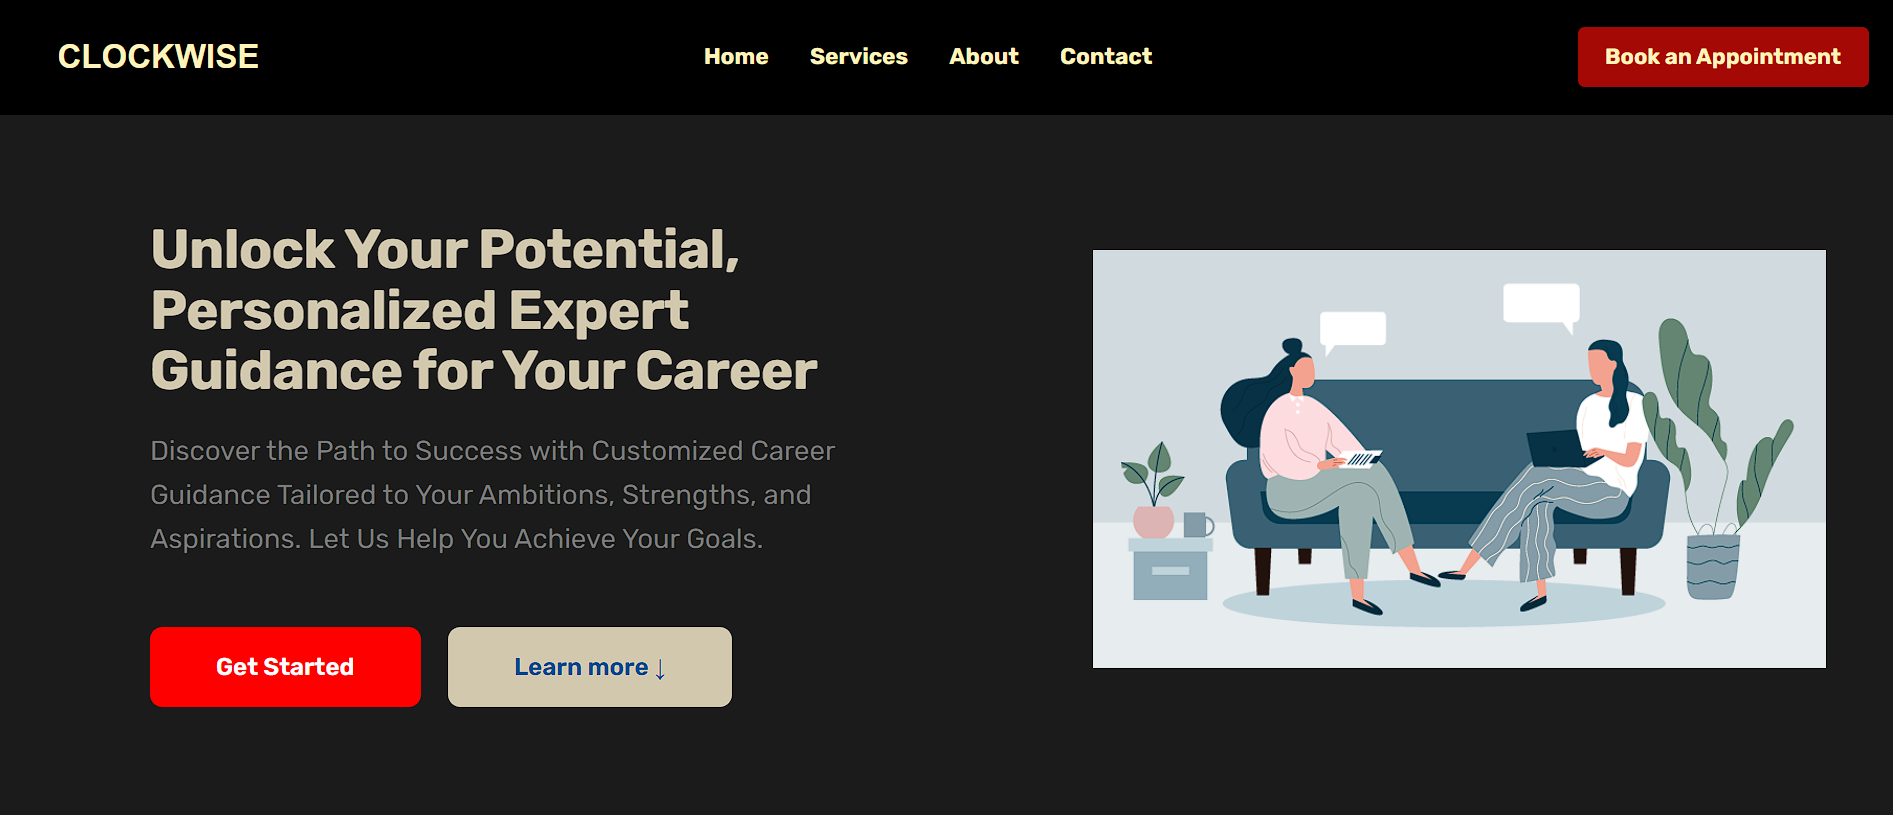 CLOCKWISE
Home Services About Contact
Book an Appointment
Unlock Your Potential,
Personalized Expert
Guidance for Your Career
Discover the Path to Success with Customized Career
Guidance Tailored to Your Ambitions, Strengths, and
Aspirations. Let Us Help You Achieve Your Goals.
Get Started
Learn more ↓